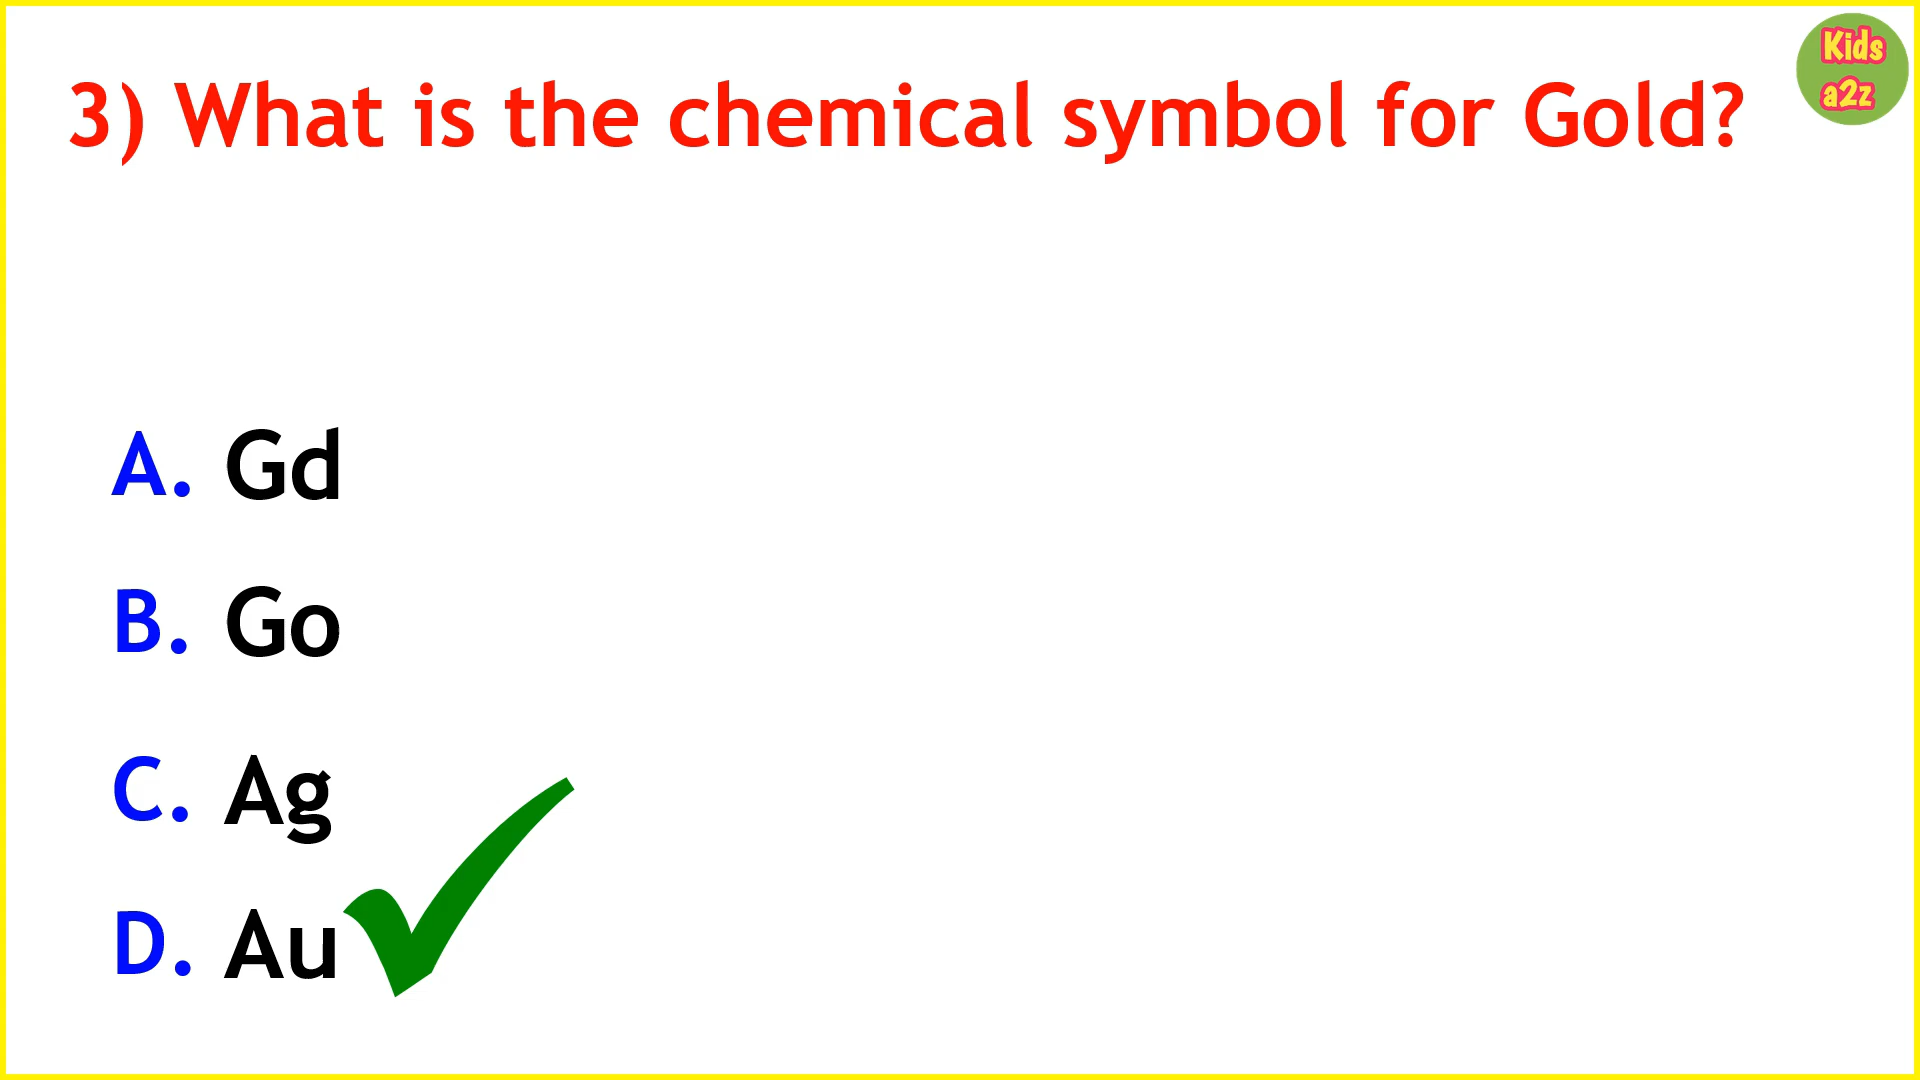 3) What is the chemical symbol for Gold?
Kids
a2z
A. Gd
B. Go
C. Ag
D. Au